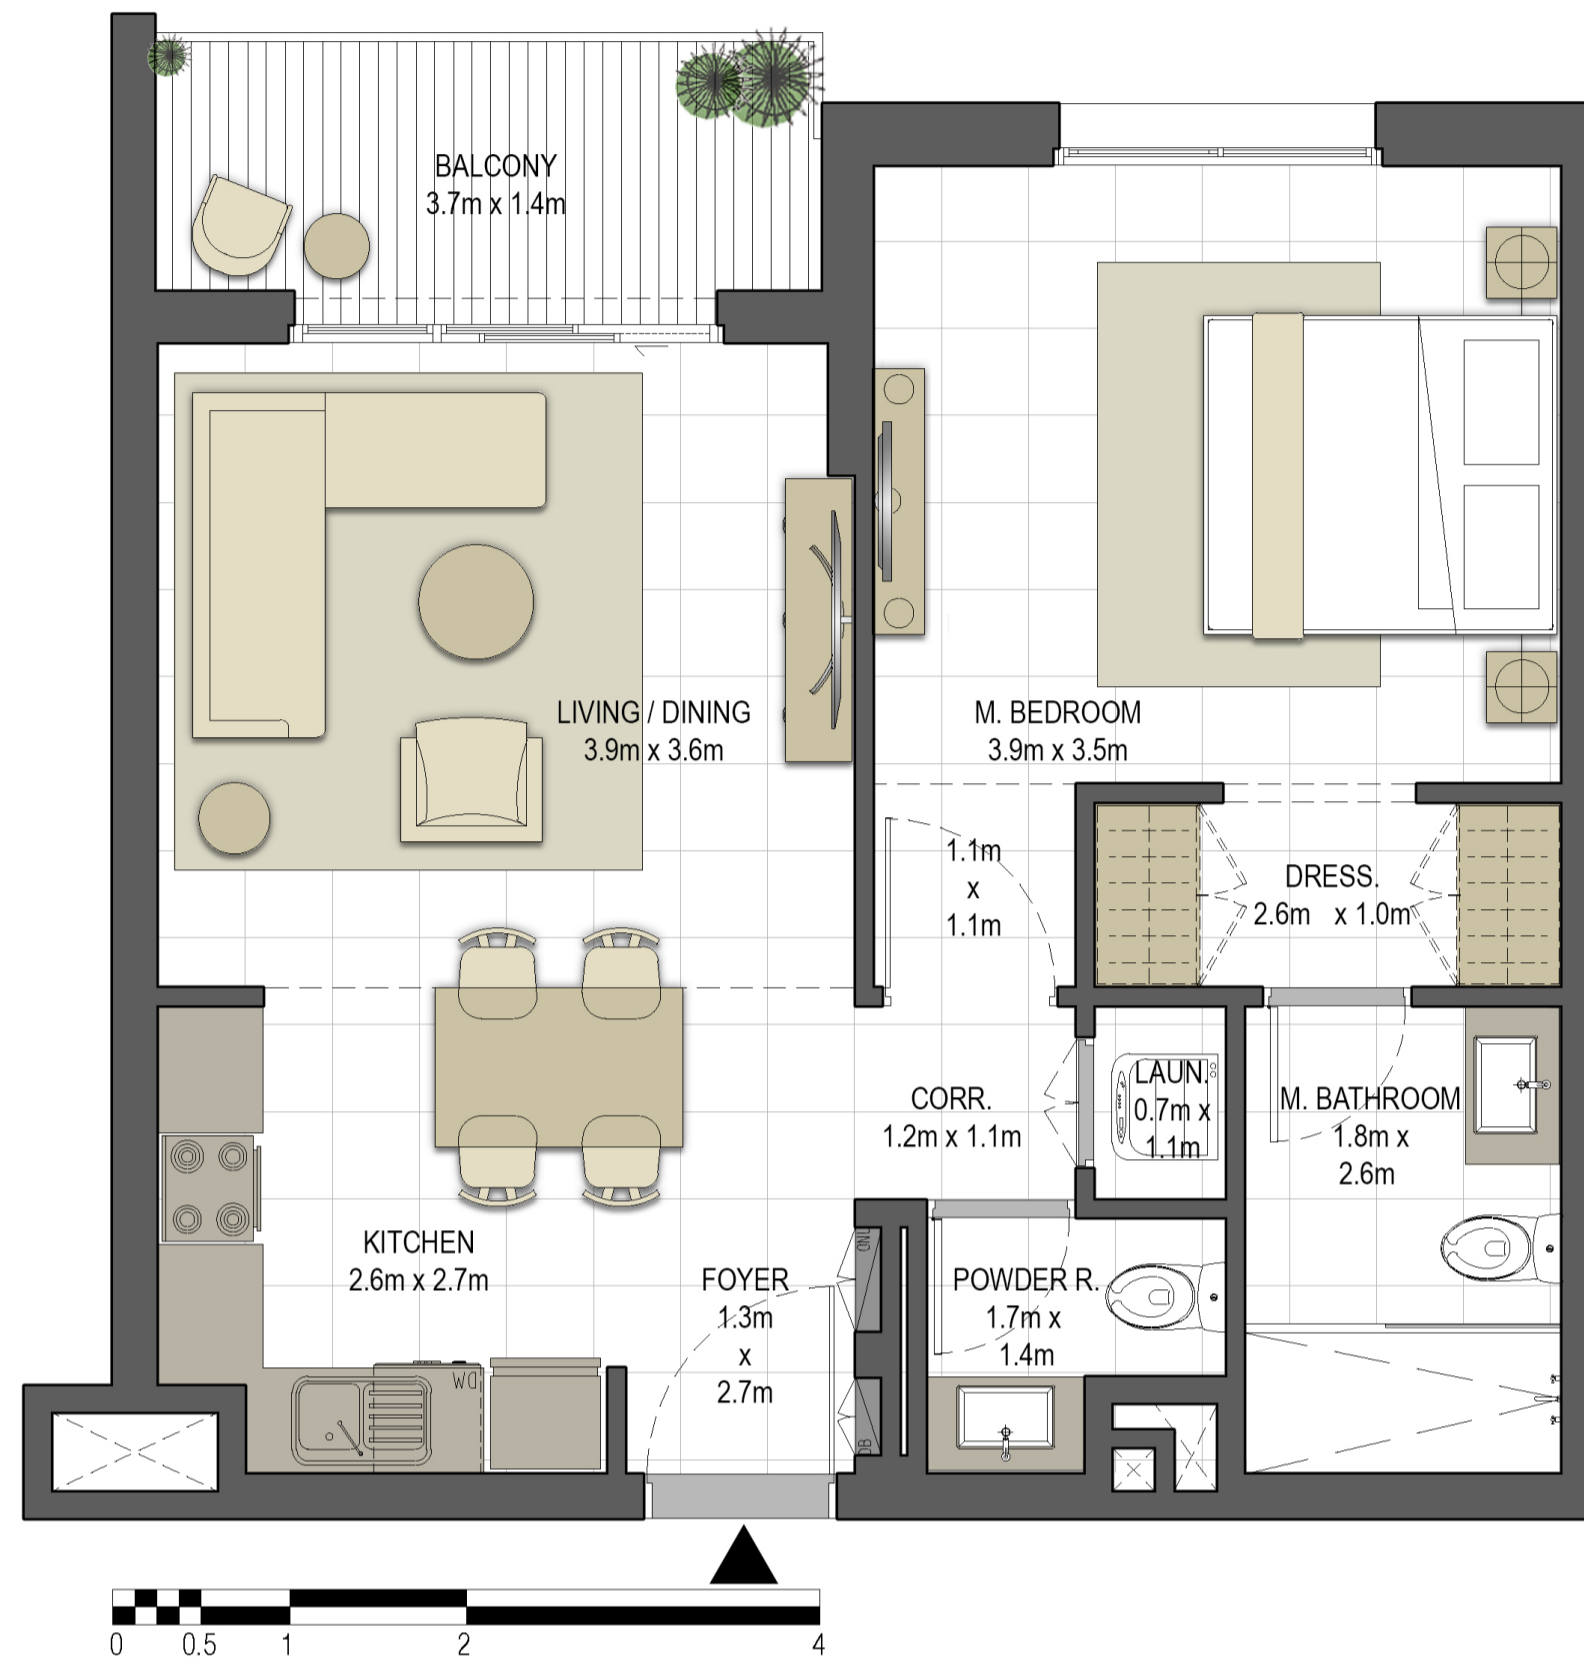 BALCONY
3.7m x 1.4m
LIVING / DINING
3.9m x 3.6m
M. BEDROOM
3.9m x 3.5m
1.1m
x
1.1m
DRESS.
2.6m x 1.0m
CORR.
1.2m x 1.1m
LAUN.
0.7m x
1.1m
M. BATHROOM
1.8m x
2.6m
KITCHEN
2.6m x 2.7m
FOYER
1.3m
x
2.7m
POWDER R.
1.7m x
1.4m
DW
DB
0 0.5 1 2 4